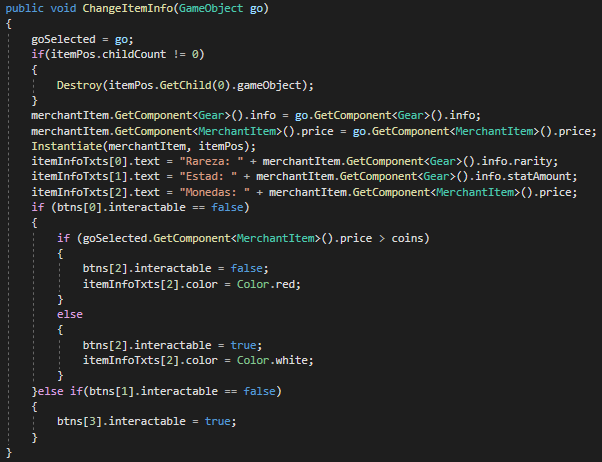 public void ChangeItemInfo(GameObject go)
{
goSelected = go;
if(itemPos.childCount != 0)
{
Destroy(itemPos.GetChild(0).gameObject);
}
merchantItem.GetComponent<Gear>().info = go.GetComponent<Gear>().info;
merchantItem.GetComponent<MerchantItem>().price = go.GetComponent<MerchantItem>().price;
Instantiate(merchantItem, itemPos);
itemInfoTxts[0].text = "Rareza: " + merchantItem.GetComponent<Gear>().info.rarity;
itemInfoTxts[1].text = "Estad: " + merchantItem.GetComponent<Gear>().info.statAmount;
itemInfoTxts[2].text = "Monedas: " + merchantItem.GetComponent<MerchantItem>().price;
if (btns[0].interactable == false)
{
if (goSelected.GetComponent<MerchantItem>().price > coins)
{
btns[2].interactable = false;
itemInfoTxts[2].color = Color.red;
}
else
{
btns[2].interactable = true;
itemInfoTxts[2].color = Color.white;
}
}else if(btns[1].interactable == false)
{
btns[3].interactable = true;
}
}